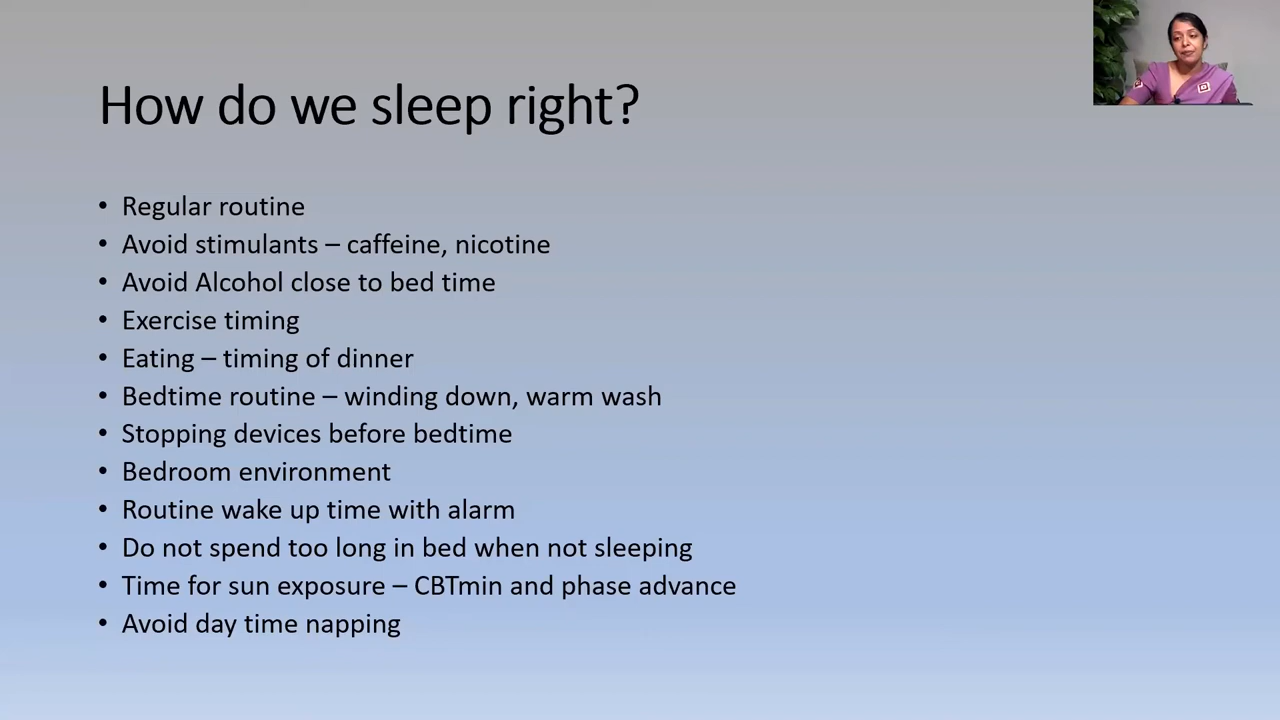 How do we sleep right?
• Regular routine
• Avoid stimulants – caffeine, nicotine
• Avoid Alcohol close to bed time
• Exercise timing
• Eating – timing of dinner
• Bedtime routine – winding down, warm wash
• Stopping devices before bedtime
• Bedroom environment
• Routine wake up time with alarm
• Do not spend too long in bed when not sleeping
• Time for sun exposure – CBTmin and phase advance
• Avoid day time napping